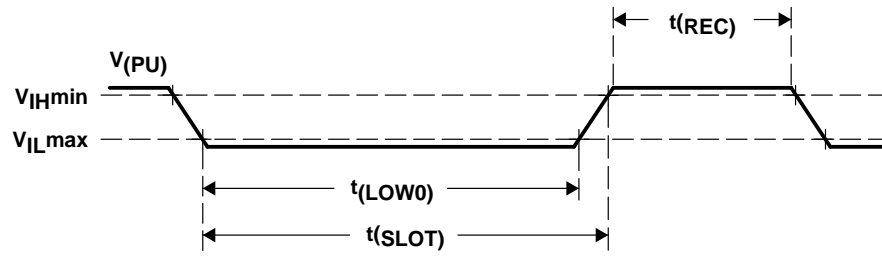 t(REC)
V(PU)
VIHmin
VILmax
t(LOW0)
t(SLOT)